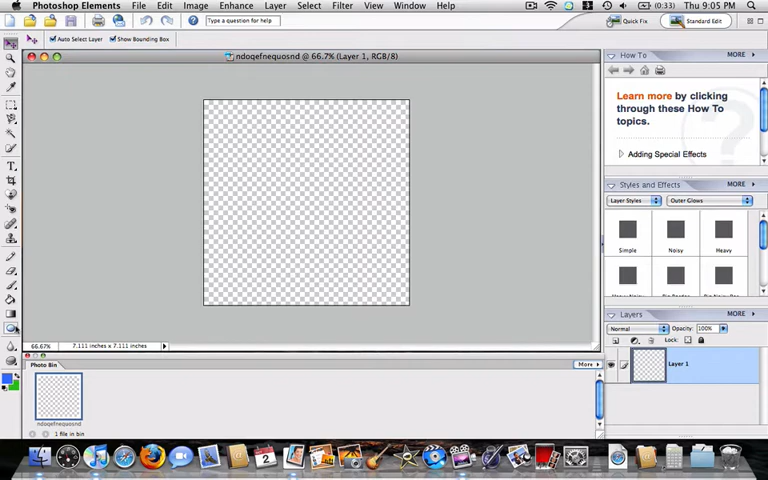 Photoshop Elements File Edit Image Enhance Layer Select Filter View Window Help (0:33) Thu 9:05 PM
Type a question for help Quick Fix Standard Edit
Auto Select Layer Show Bounding Box
ndoqefnequosnd @ 66.7% (Layer 1, RGB/8)
How To MORE
Learn more by clicking
through these How To
topics.
Adding Special Effects
Styles and Effects MORE
Layer Styles Outer Glows
Simple Noisy Heavy
Layers MORE
Normal Opacity: 100%
Lock:
Layer 1
66.67% 7.111 inches x 7.111 inches
Photo Bin More
ndoqefnequosnd
1 file in bin
2